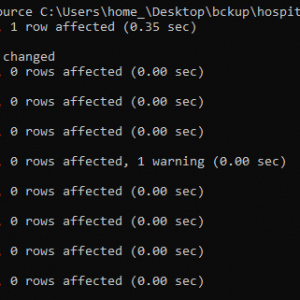 ource C:\Users\home_\Desktop\bckup\hospit
, 1 row affected (0.35 sec)
changed
, 0 rows affected (0.00 sec)
, 0 rows affected (0.00 sec)
, 0 rows affected (0.00 sec)
, 0 rows affected, 1 warning (0.00 sec)
, 0 rows affected (0.00 sec)
, 0 rows affected (0.00 sec)
, 0 rows affected (0.00 sec)
, 0 rows affected (0.00 sec)